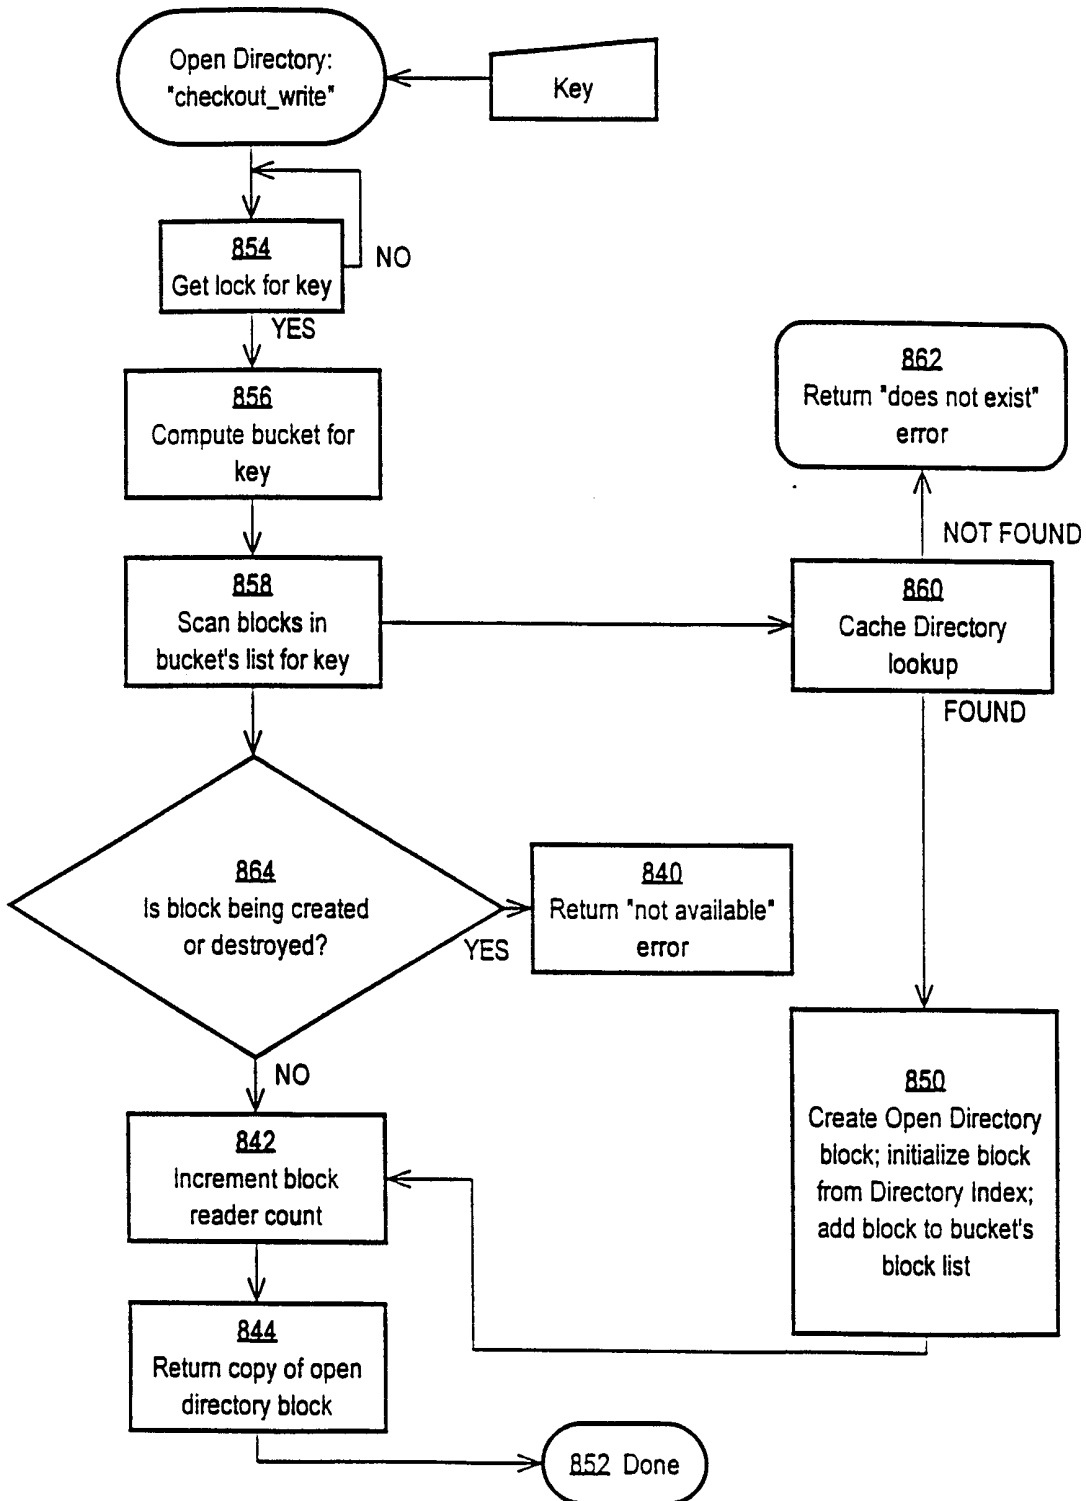 Open Directory:
"checkout_write"
Key
854
Get lock for key
NO
YES
856
Compute bucket for
key
862
Return "does not exist"
error
NOT FOUND
858
Scan blocks in
bucket's list for key
860
Cache Directory
lookup
FOUND
864
Is block being created
or destroyed?
YES
840
Return "not available"
error
NO
842
Increment block
reader count
850
Create Open Directory
block; initialize block
from Directory Index;
add block to bucket's
block list
844
Return copy of open
directory block
852 Done